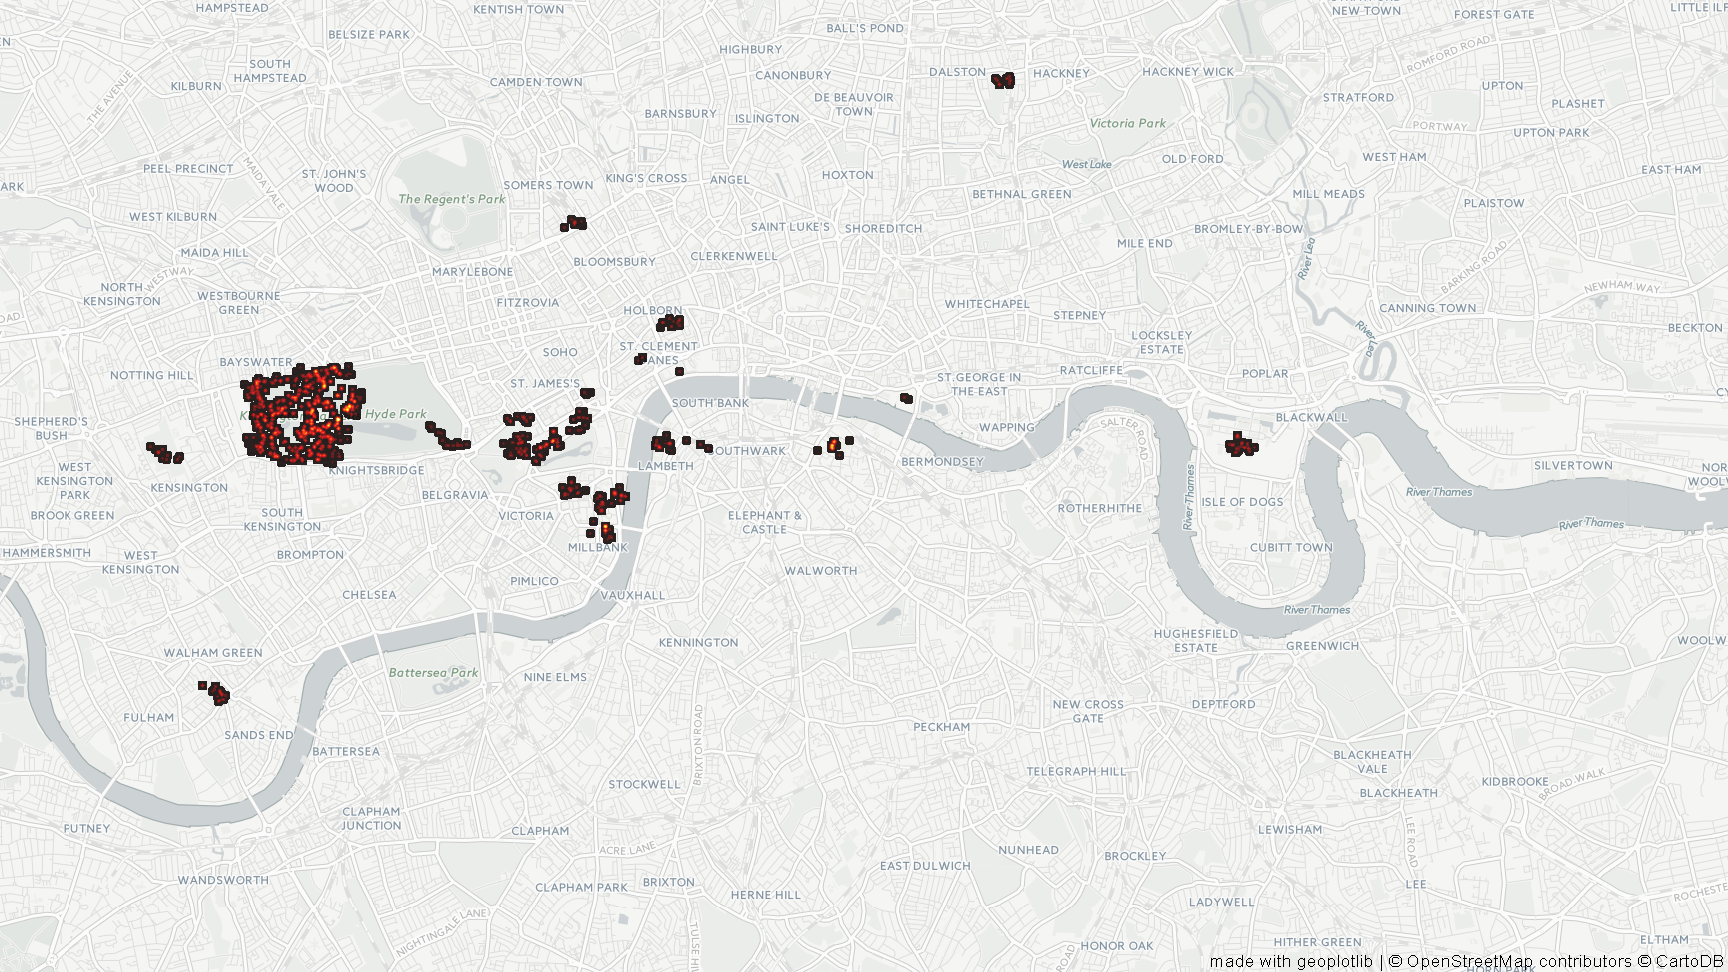 HAMPSTEAD
KENTISH TOWN
NEW TOWN
FOREST GATE
LITTLE ILF
BELSIZE PARK
BALL'S POND
HIGHBURY
ROMFORD ROAD
SOUTH
HAMPSTEAD
CANONBURY
DALSTON
HACKNEY
HACKNEY WICK
KILBURN
CAMDEN TOWN
UPTON
THE AVENUE
DE BEAUVOIR
TOWN
STRATFORD
PLASHET
BARNSBURY
ISLINGTON
Victoria Park
PORTWAY
UPTON PARK
PEEL PRECINCT
MAIDA VALE
ST. JOHN'S
WOOD
KING'S CROSS
ANGEL
HOXTON
West Lake
OLD FORD
WEST HAM
EAST HAM
ARK
SOMERS TOWN
The Regent's Park
BETHNAL GREEN
MILL MEADS
PLAISTOW
WEST KILBURN
SAINT LUKE'S
SHOREDITCH
BROMLEY-BY-BOW
MAIDA HILL
MILE END
River Lea
BARKING ROAD
WESTWAY
MARYLEBONE
BLOOMSBURY
CLERKENWELL
NORTH
KENSINGTON
WESTBOURNE
GREEN
FITZROVIA
HOLBORN
WHITECHAPEL
STEPNEY
CANNING TOWN
NEWHAM WAY
OAD
BECKTON
LOCKSLEY
ESTATE
River Lea
SOHO
ST. CLEMENT
ANES
BAYSWATER
NOTTING HILL
ST. JAMES'S
ST.GEORGE IN
THE EAST
RATCLIFFE
POPLAR
SOUTH BANK
Hyde Park
BLACKWALL
SHEPHERD'S
BUSH
WAPPING
SALTER ROAD
OUTHWARK
BERMONDSEY
LAMBETH
KNIGHTSBRIDGE
SILVERTOWN
WEST
KENSINGTON
PARK
KENSINGTON
BELGRAVIA
River Thames
River Thames
NOR
WOOLW
BROOK GREEN
SOUTH
KENSINGTON
VICTORIA
ELEPHANT &
CASTLE
ROTHERHITHE
ISLE OF DOGS
River Thames
HAMMERSMITH
WEST
KENSINGTON
BROMPTON
MILLBANK
CUBITT TOWN
PIMLICO
WALWORTH
CHELSEA
VAUXHALL
River Thames
KENNINGTON
HUGHESFIELD
ESTATE
GREENWICH
WOOLW
WALHAM GREEN
Battersea Park
NINE ELMS
FULHAM
NEW CROSS
GATE
DEPTFORD
SANDS END
BATTERSEA
BRIXTON ROAD
PECKHAM
BLACKHEATH
VALE
STOCKWELL
TELEGRAPH HILL
KIDBROOKE
BROAD WALK
BLACKHEATH
CLAPHAM
JUNCTION
PUTNEY
CLAPHAM
LEWISHAM
LEE ROAD
ACRE LANE
NUNHEAD
BROCKLEY
EAST DULWICH
WANDSWORTH
CLAPHAM PARK
BRIXTON
HERNE HILL
LEE
ROCHESTE
LADYWELL
NIGHTINGALE LANE
TULSE HI
HONOR OAK
HITHER GREEN
ELTHAM
made with geoplotlib | © OpenStreetMap contributors © CartoDB